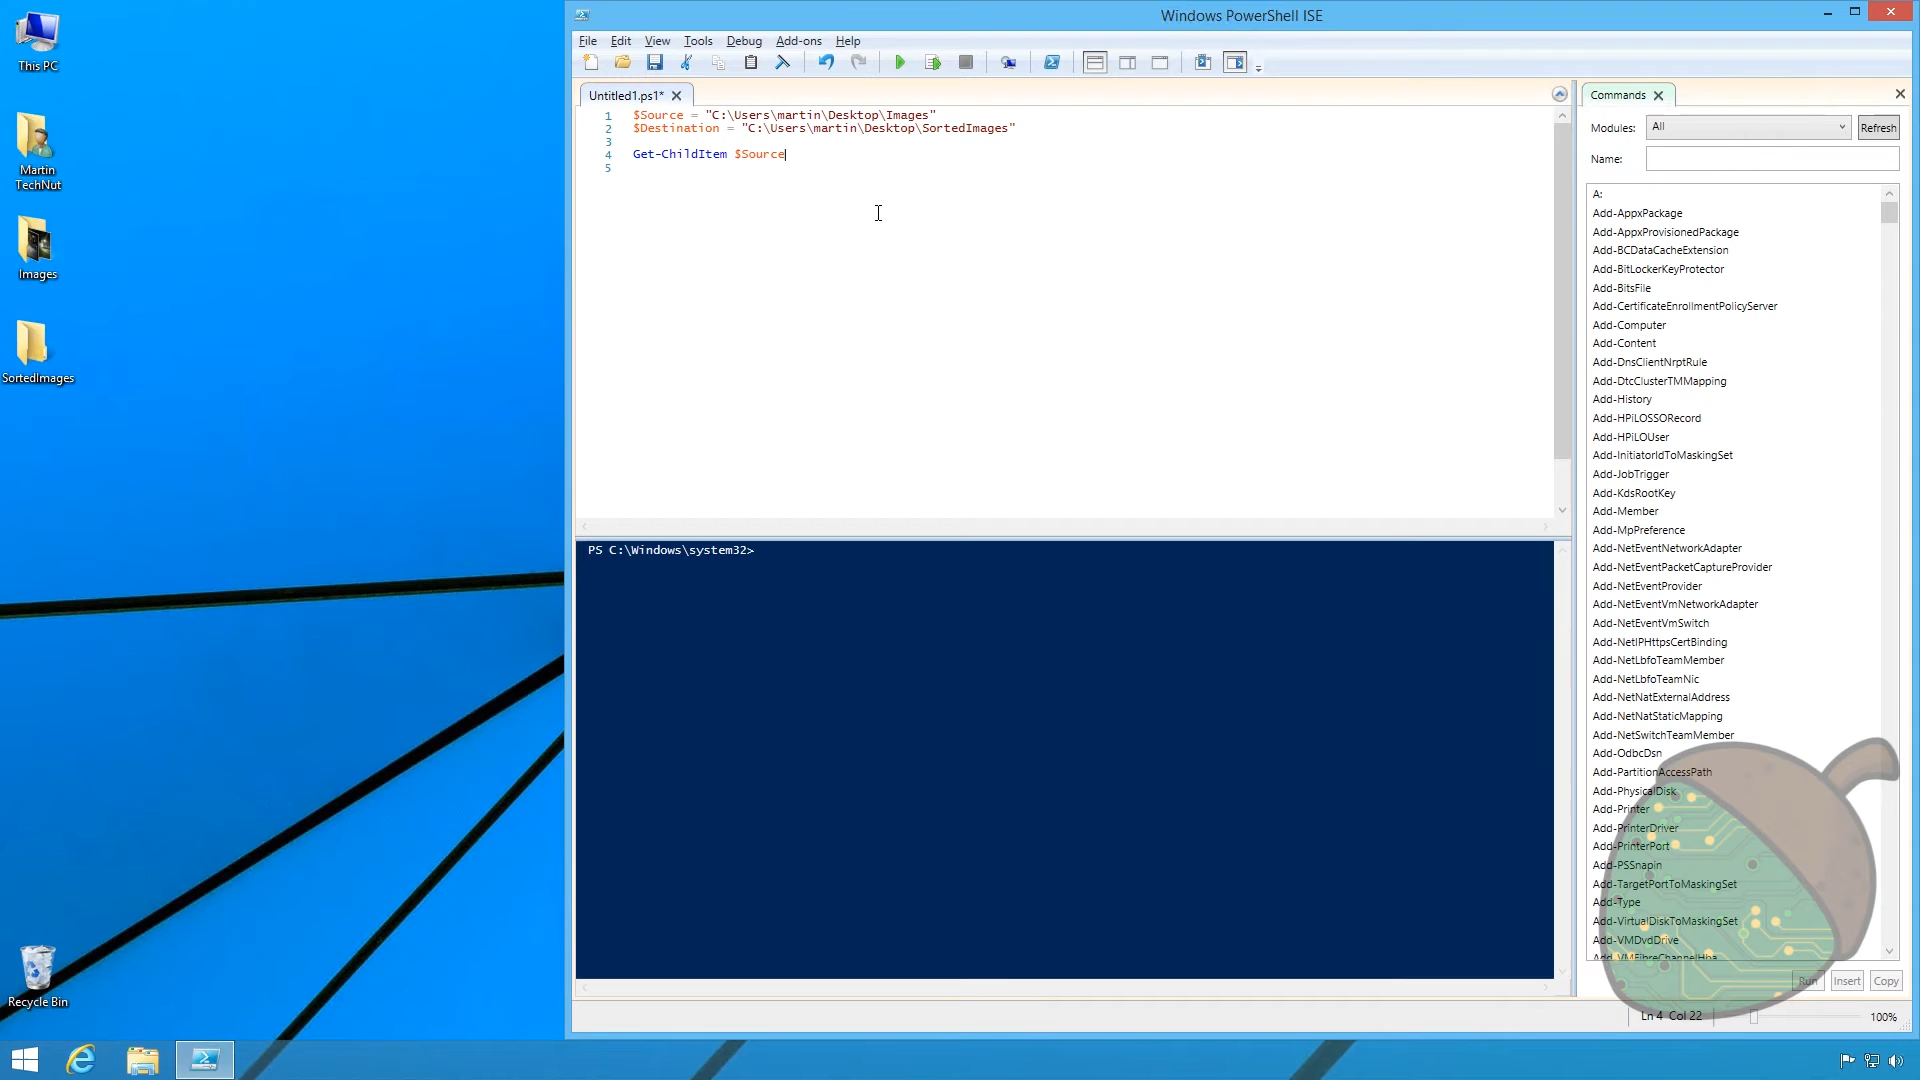 This PC
Martin
TechNut
Images
SortedImages
Recycle Bin
Windows PowerShell ISE
File Edit View Tools Debug Add-ons Help
Untitled1.ps1*
1 $Source = "C:\Users\martin\Desktop\Images"
2 $Destination = "C:\Users\martin\Desktop\SortedImages"
3
4 Get-ChildItem $Source
5
PS C:\Windows\system32>
Commands
Modules: All Refresh
Name:
A:
Add-AppxPackage
Add-AppxProvisionedPackage
Add-BCDataCacheExtension
Add-BitLockerKeyProtector
Add-BitsFile
Add-CertificateEnrollmentPolicyServer
Add-Computer
Add-Content
Add-DnsClientNrptRule
Add-DtcClusterTMMapping
Add-History
Add-HPiLOSSORecord
Add-HPiLOUser
Add-InitiatorIdToMaskingSet
Add-JobTrigger
Add-KdsRootKey
Add-Member
Add-MpPreference
Add-NetEventNetworkAdapter
Add-NetEventPacketCaptureProvider
Add-NetEventProvider
Add-NetEventVmNetworkAdapter
Add-NetEventVmSwitch
Add-NetIPHttpsCertBinding
Add-NetLbfoTeamMember
Add-NetLbfoTeamNic
Add-NetNatExternalAddress
Add-NetNatStaticMapping
Add-NetSwitchTeamMember
Add-OdbcDsn
Add-PartitionAccessPath
Add-PhysicalDisk
Add-Printer
Add-PrinterDriver
Add-PrinterPort
Add-PSSnapin
Add-TargetPortToMaskingSet
Add-Type
Add-VirtualDiskToMaskingSet
Add-VMDvdDrive
Add-VMFibreChannelHba
Run Insert Copy
Ln 4 Col 22 100%